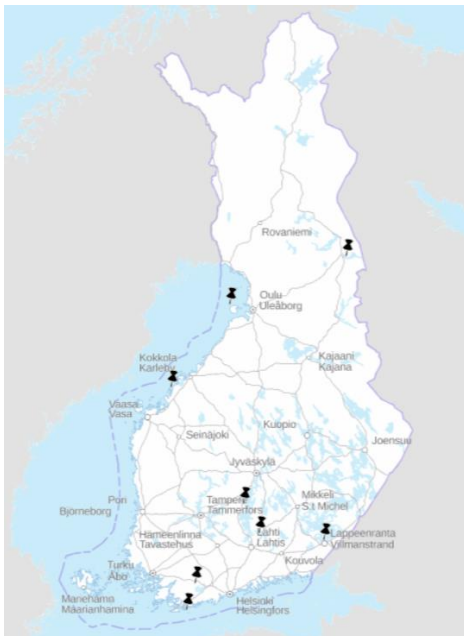 Rovaniemi
Oulu
Uleåborg
Kokkola
Karleby
Kajaani
Kajana
Vaasa
Vasa
Seinäjoki
Kuopio
Joensuu
Jyväskylä
Pori
Björneborg
Tampere
Tammerfors
Mikkeli
S:t Michel
Hämeenlinna
Tavastehus
Lahti
Lahtis
Lappeenranta
Villmanstrand
Kouvola
Turku
Åbo
Manehamo
Maarianhamina
Helsinki
Helsingfors